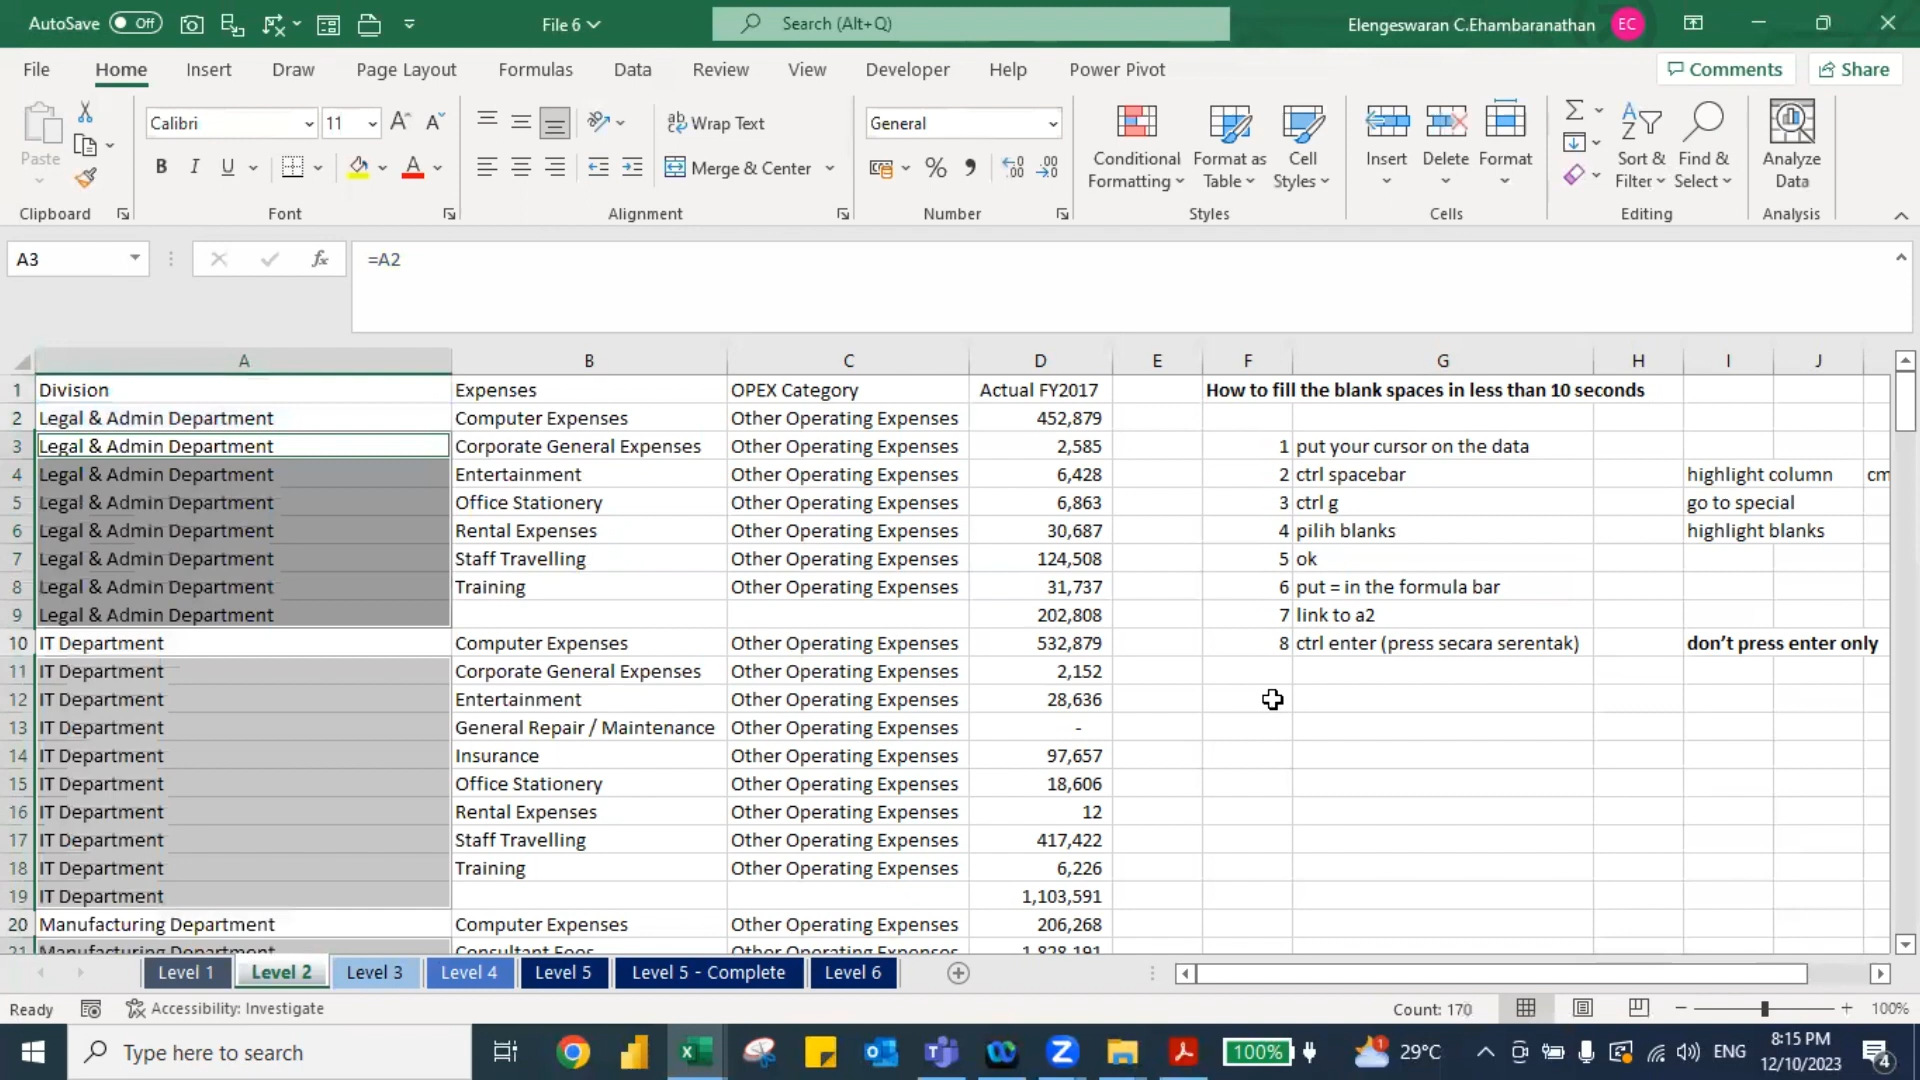 AutoSave Off File 6 Search (Alt+Q) Elengeswaran C.Ehambaranathan EC
File Home Insert Draw Page Layout Formulas Data Review View Developer Help Power Pivot Comments Share
Calibri 11 Wrap Text General
Paste B I U Merge & Center % Conditional Formatting Format as Table Cell Styles Insert Delete Format Sort & Filter Find & Select Analyze Data
Clipboard Font Alignment Number Styles Cells Editing Analysis
A3 fx =A2
A B C D E F G H I J
1 Division Expenses OPEX Category Actual FY2017 How to fill the blank spaces in less than 10 seconds
2 Legal & Admin Department Computer Expenses Other Operating Expenses 452,879
3 Legal & Admin Department Corporate General Expenses Other Operating Expenses 2,585 1 put your cursor on the data
4 Legal & Admin Department Entertainment Other Operating Expenses 6,428 2 ctrl spacebar highlight column
5 Legal & Admin Department Office Stationery Other Operating Expenses 6,863 3 ctrl g go to special
6 Legal & Admin Department Rental Expenses Other Operating Expenses 30,687 4 pilih blanks highlight blanks
7 Legal & Admin Department Staff Travelling Other Operating Expenses 124,508 5 ok
8 Legal & Admin Department Training Other Operating Expenses 31,737 6 put = in the formula bar
9 Legal & Admin Department 202,808 7 link to a2
10 IT Department Computer Expenses Other Operating Expenses 532,879 8 ctrl enter (press secara serentak) don't press enter only
11 IT Department Corporate General Expenses Other Operating Expenses 2,152
12 IT Department Entertainment Other Operating Expenses 28,636
13 IT Department General Repair / Maintenance Other Operating Expenses -
14 IT Department Insurance Other Operating Expenses 97,657
15 IT Department Office Stationery Other Operating Expenses 18,606
16 IT Department Rental Expenses Other Operating Expenses 12
17 IT Department Staff Travelling Other Operating Expenses 417,422
18 IT Department Training Other Operating Expenses 6,226
19 IT Department 1,103,591
20 Manufacturing Department Computer Expenses Other Operating Expenses 206,268
21 Manufacturing Department Other Operating Expenses
Level 1 Level 2 Level 3 Level 4 Level 5 Level 5 - Complete Level 6
Ready Accessibility: Investigate Count: 170 100%
Type here to search 100% 29°C ENG 8:15 PM
12/10/2023 4